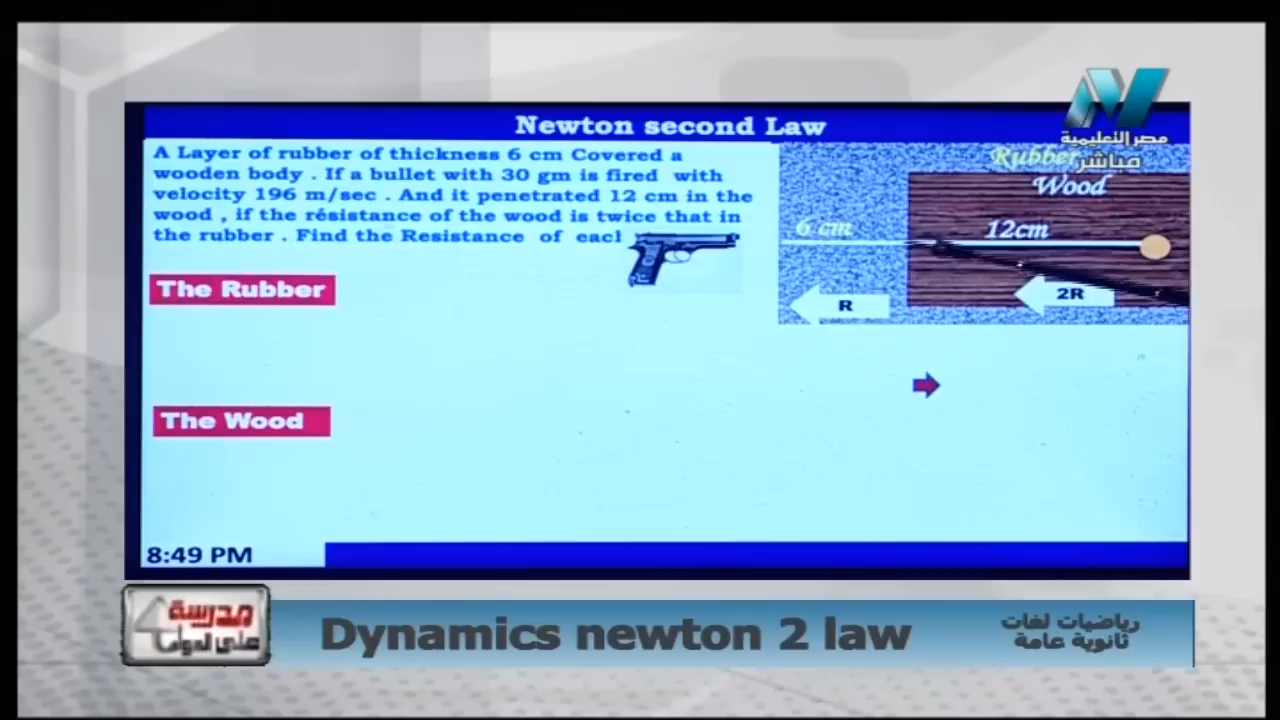 Newton second Law
مصر التعليمية
مباشر
A Layer of rubber of thickness 6 cm Covered a
wooden body . If a bullet with 30 gm is fired with
velocity 196 m/sec . And it penetrated 12 cm in the
wood , if the résistance of the wood is twice that in
the rubber . Find the Resistance of eacl
Rubber
Wood
6 cm
12cm
R
2R
The Rubber
The Wood
8:49 PM
مدرسة
على الهواء
Dynamics newton 2 law
رياضيات لغات
ثانوية عامة